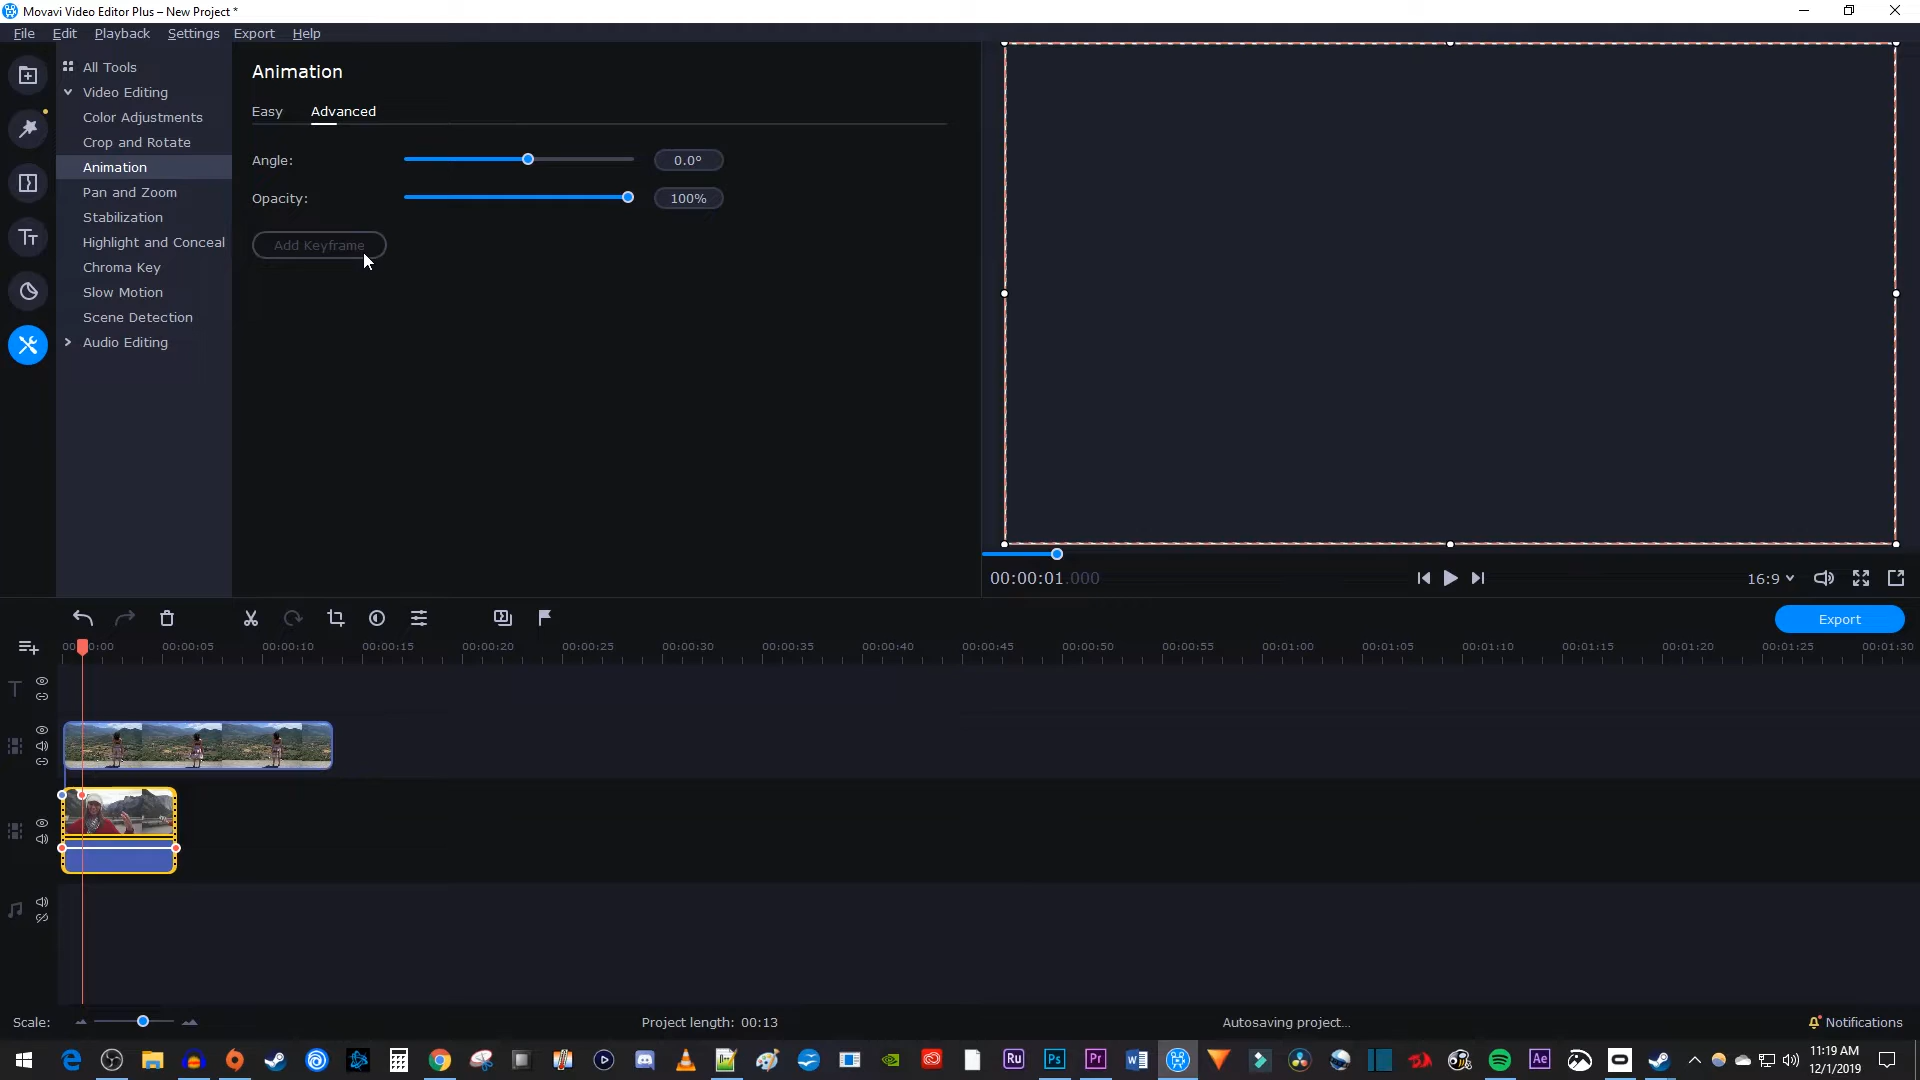 Movavi Video Editor Plus – New Project *
File Edit Playback Settings Export Help
All Tools
Video Editing
Color Adjustments
Crop and Rotate
Animation
Pan and Zoom
Stabilization
Highlight and Conceal
Chroma Key
Slow Motion
Scene Detection
Audio Editing
Animation
Easy Advanced
Angle: 0.0°
Opacity: 100%
Add Keyframe
00:00:01.000
16:9
Export
00:00:05 00:00:10 00:00:15 00:00:20 00:00:25 00:00:30 00:00:35 00:00:40 00:00:45 00:00:50 00:00:55 00:01:00 00:01:05 00:01:10 00:01:15 00:01:20 00:01:25 00:01:30
Scale:
Project length: 00:13
Autosaving project...
Notifications
Ru Ps Pr Ae
11:19 AM
12/1/2019